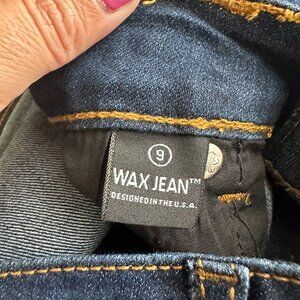 9
WAX JEAN™
DESIGNED IN THE U.S.A.